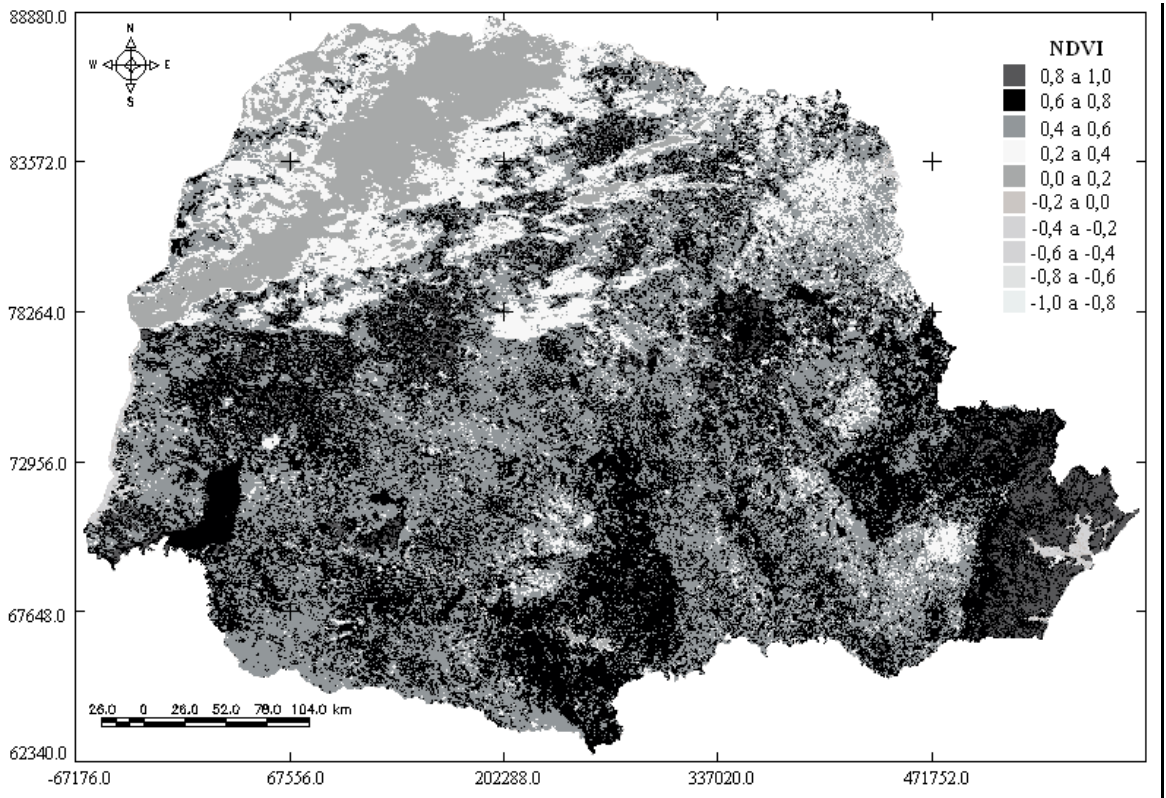 88880.0
83572.0
78264.0
72956.0
67648.0
62340.0
N
W E
S
NDVI
0,8 a 1,0
0,6 a 0,8
0,4 a 0,6
0,2 a 0,4
0,0 a 0,2
-0,2 a 0,0
-0,4 a -0,2
-0,6 a -0,4
-0,8 a -0,6
-1,0 a -0,8
26.0 0 26.0 52.0 78.0 104.0 km
-67176.0 67556.0 202288.0 337020.0 471752.0